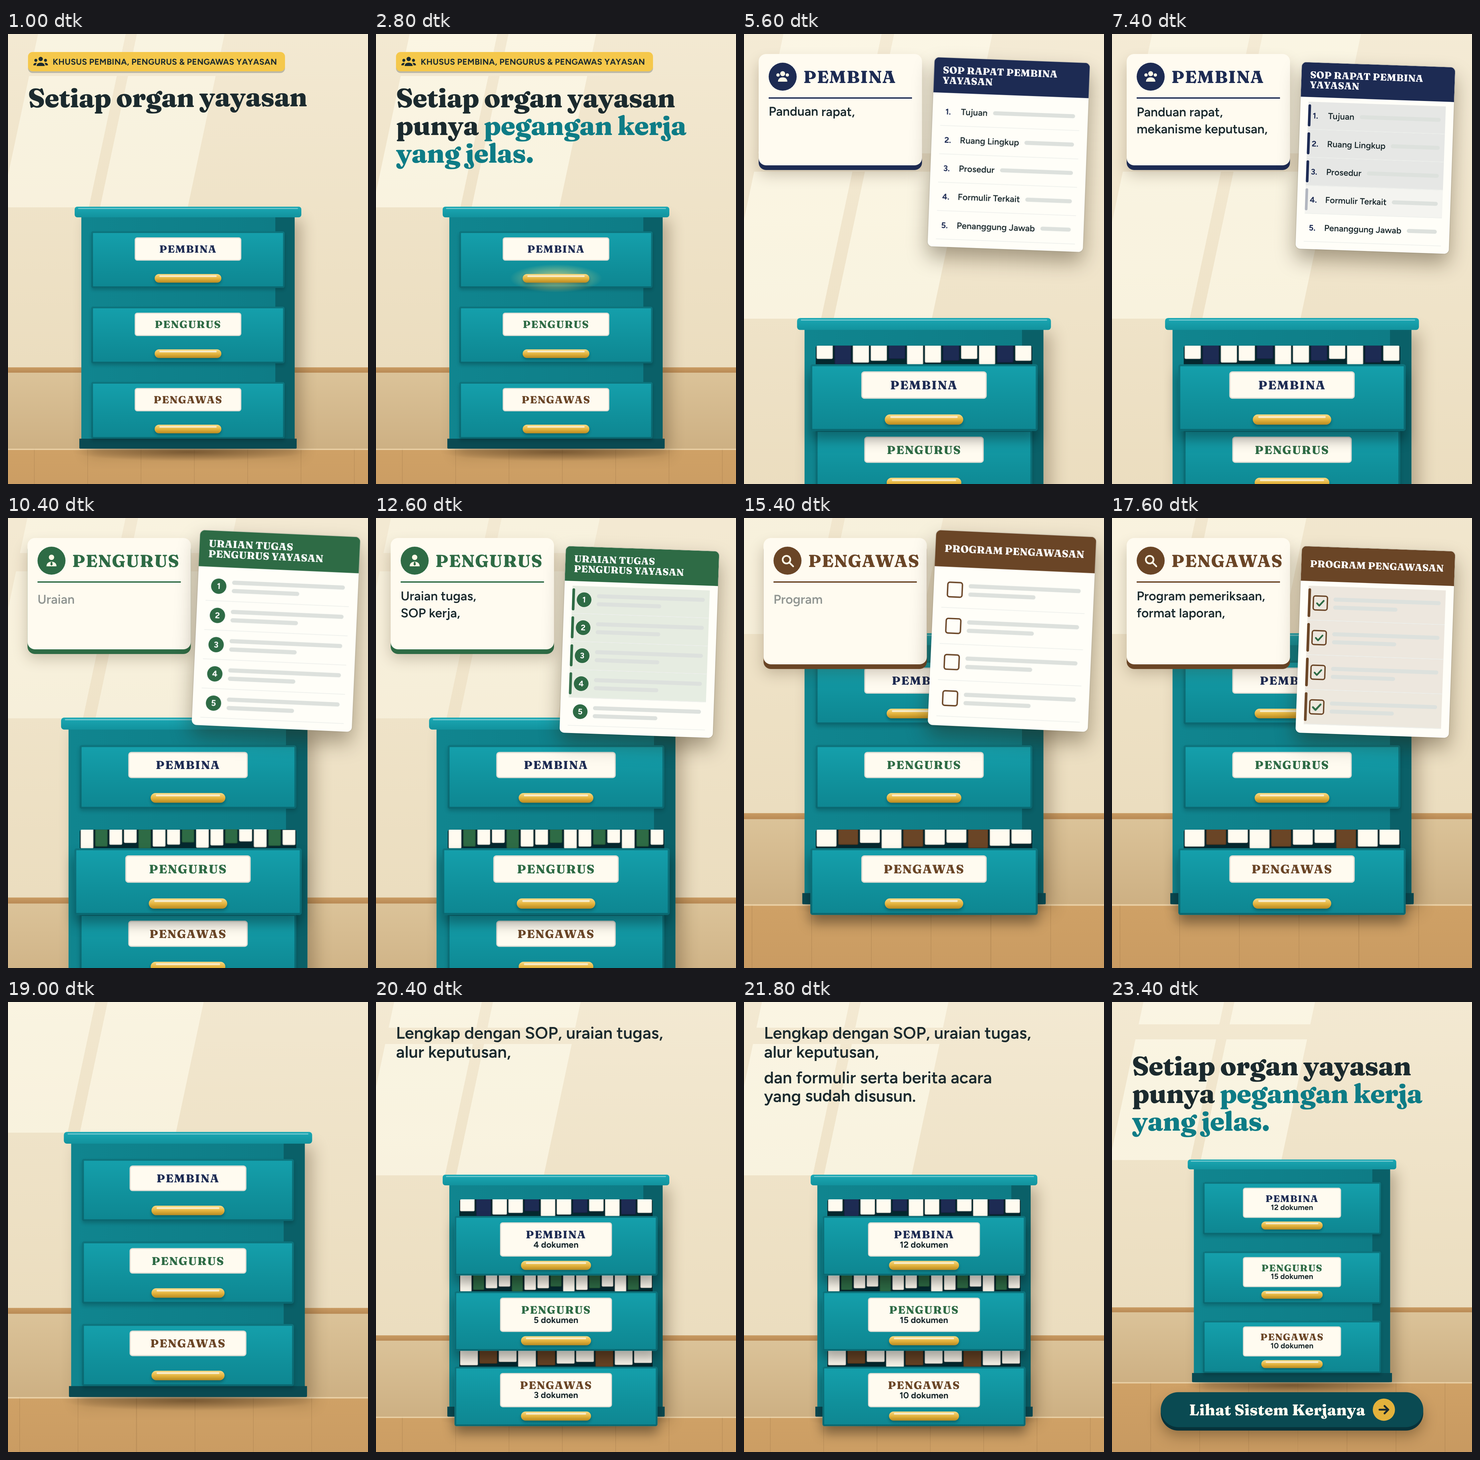 1.00 dtk
KHUSUS PEMBINA, PENGURUS & PENGAWAS YAYASAN
Setiap organ yayasan
PEMBINA
PENGURUS
PENGAWAS
2.80 dtk
KHUSUS PEMBINA, PENGURUS & PENGAWAS YAYASAN
Setiap organ yayasan
punya pegangan kerja
yang jelas.
PEMBINA
PENGURUS
PENGAWAS
5.60 dtk
PEMBINA
Panduan rapat,
SOP RAPAT PEMBINA
YAYASAN
1. Tujuan
2. Ruang Lingkup
3. Prosedur
4. Formulir Terkait
5. Penanggung Jawab
PEMBINA
PENGURUS
7.40 dtk
PEMBINA
Panduan rapat,
mekanisme keputusan,
SOP RAPAT PEMBINA
YAYASAN
1. Tujuan
2. Ruang Lingkup
3. Prosedur
4. Formulir Terkait
5. Penanggung Jawab
PEMBINA
PENGURUS
10.40 dtk
PENGURUS
Uraian
URAIAN TUGAS
PENGURUS YAYASAN
1
2
3
4
5
PEMBINA
PENGURUS
PENGAWAS
12.60 dtk
PENGURUS
Uraian tugas,
SOP kerja,
URAIAN TUGAS
PENGURUS YAYASAN
1
2
3
4
5
PEMBINA
PENGURUS
PENGAWAS
15.40 dtk
PENGAWAS
Program
PROGRAM PENGAWASAN
PEMB
PENGURUS
PENGAWAS
17.60 dtk
PENGAWAS
Program pemeriksaan,
format laporan,
PROGRAM PENGAWASAN
PEMB
PENGURUS
PENGAWAS
19.00 dtk
PEMBINA
PENGURUS
PENGAWAS
20.40 dtk
Lengkap dengan SOP, uraian tugas,
alur keputusan,
PEMBINA
4 dokumen
PENGURUS
5 dokumen
PENGAWAS
3 dokumen
21.80 dtk
Lengkap dengan SOP, uraian tugas,
alur keputusan,
dan formulir serta berita acara
yang sudah disusun.
PEMBINA
12 dokumen
PENGURUS
15 dokumen
PENGAWAS
10 dokumen
23.40 dtk
Setiap organ yayasan
punya pegangan kerja
yang jelas.
PEMBINA
12 dokumen
PENGURUS
15 dokumen
PENGAWAS
10 dokumen
Lihat Sistem Kerjanya